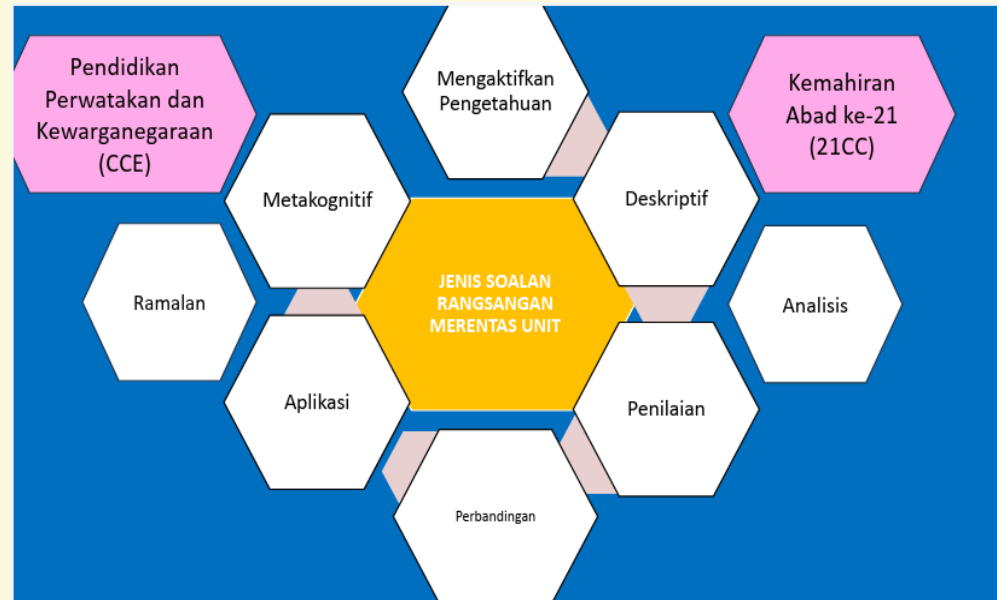 Pendidikan
Perwatakan dan
Kewarganegaraan
(CCE)
Mengaktifkan
Pengetahuan
Kemahiran
Abad ke-21
(21CC)
Metakognitif
Deskriptif
Ramalan
JENIS SOALAN
RANGSANGAN
MERENTAS UNIT
Analisis
Aplikasi
Penilaian
Perbandingan